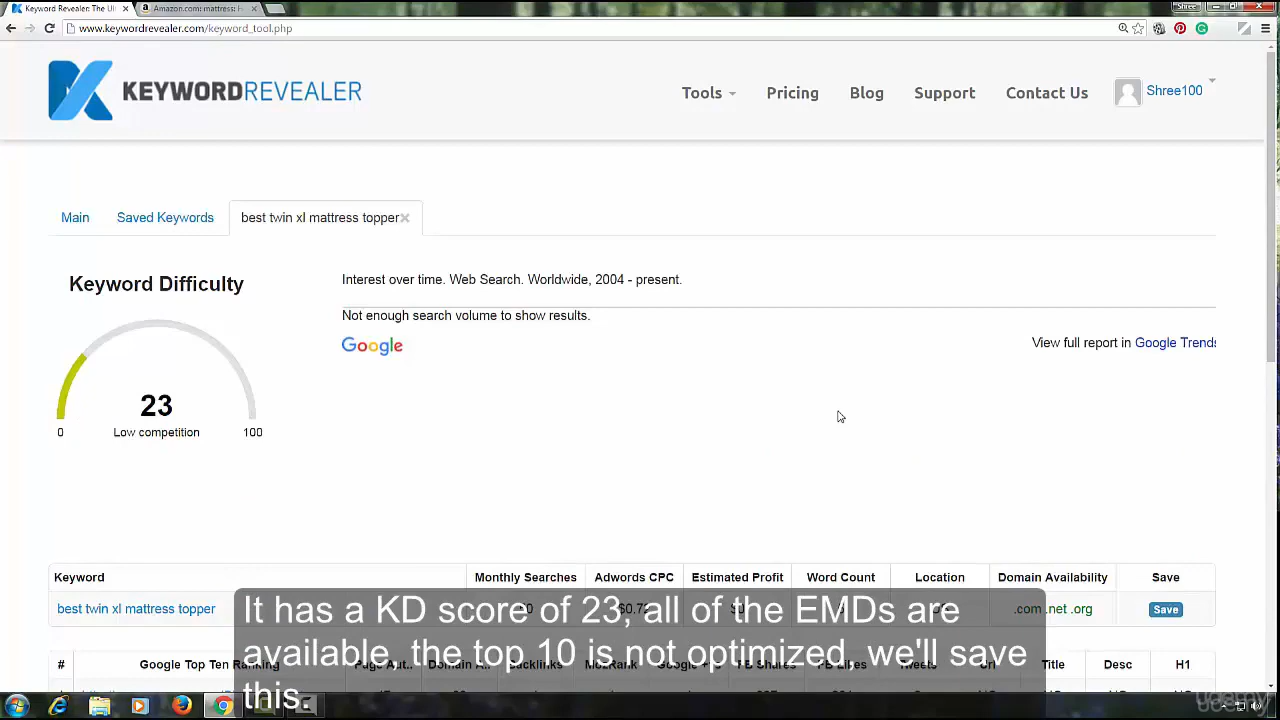 Keyword Revealer: The Ul
Amazon.com: mattress: H
Shree
www.keywordrevealer.com/keyword_tool.php
KEYWORDREVEALER
Tools
Pricing
Blog
Support
Contact Us
Shree100
Main
Saved Keywords
best twin xl mattress topper
Keyword Difficulty
Interest over time. Web Search. Worldwide, 2004 - present.
Not enough search volume to show results.
Google
View full report in Google Trends
23
0
Low competition
100
Keyword
Monthly Searches
Adwords CPC
Estimated Profit
Word Count
Location
Domain Availability
Save
best twin xl mattress topper
.com .net .org
Save
It has a KD score of 23, all of the EMDs are
available, the top 10 is not optimized, we'll save
this.
#
Google Top Ten Ranking
Title
Desc
H1
udemy